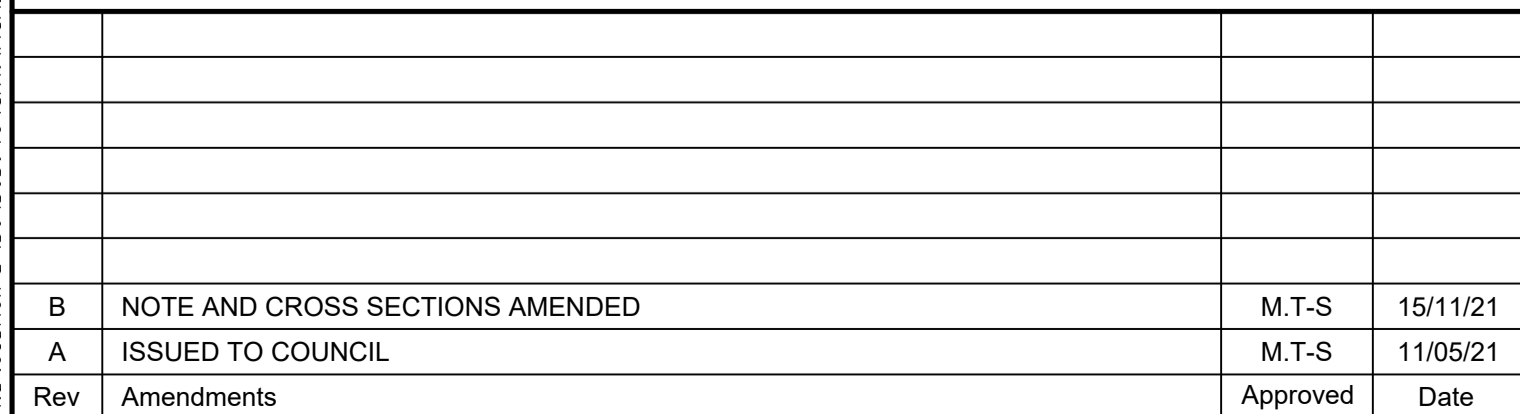 B NOTE AND CROSS SECTIONS AMENDED M.T-S 15/11/21
A ISSUED TO COUNCIL M.T-S 11/05/21
Rev Amendments Approved Date